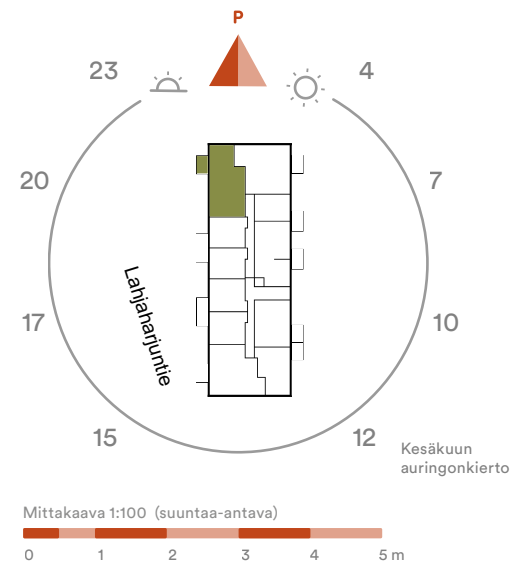 P
23
4
20
7
Lahjaharjuntie
17
10
15
12
Kesäkuun
auringonkierto
Mittakaava 1:100 (suuntaa-antava)
0 1 2 3 4 5 m